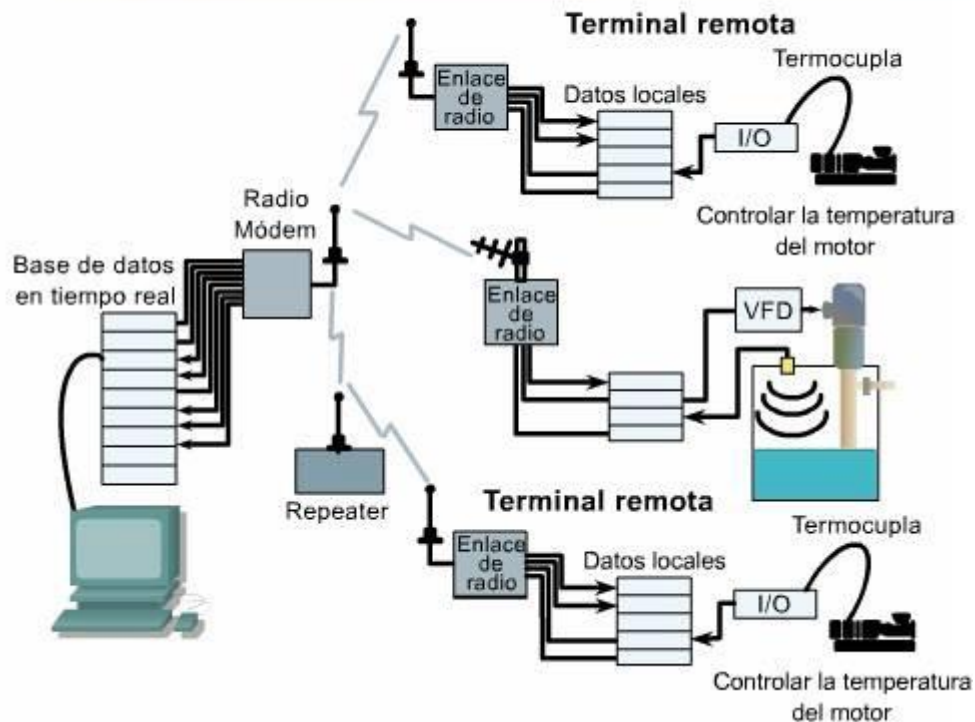 Terminal remota
Termocupla
Enlace
de
radio
Datos locales
I/O
Controlar la temperatura
del motor
Radio
Módem
Base de datos
en tiempo real
Enlace
de
radio
VFD
Repeater
Terminal remota
Termocupla
Enlace
de
radio
Datos locales
I/O
Controlar la temperatura
del motor